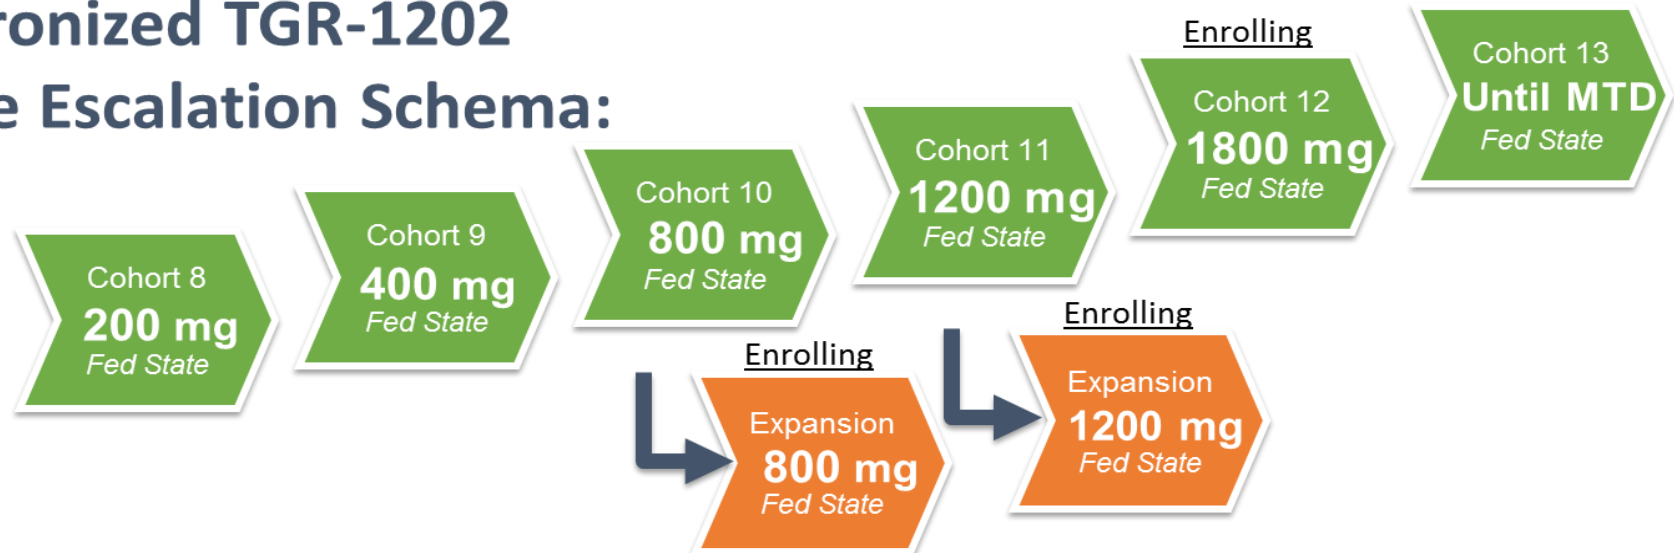 TGR-1202
Escalation Schema:
Cohort 8
200 mg
Fed State
Cohort 9
400 mg
Fed State
Cohort 10
800 mg
Fed State
Cohort 11
1200 mg
Fed State
Enrolling
Cohort 12
1800 mg
Fed State
Cohort 13
Until MTD
Fed State
Enrolling
Expansion
800 mg
Fed State
Enrolling
Expansion
1200 mg
Fed State